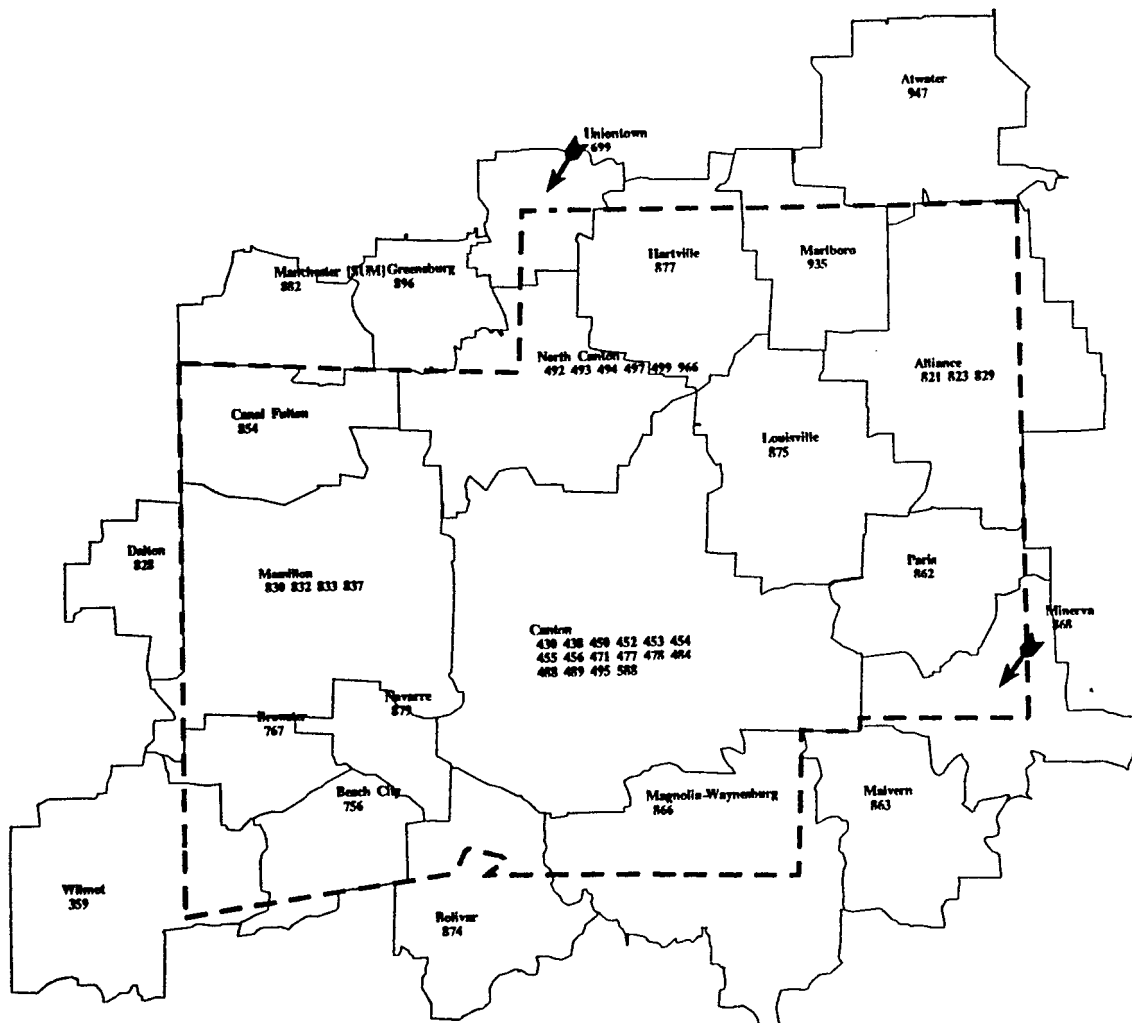 Atwater
947
Uniontown
699
Hartville
877
Marlboro
935
Manchester [SUM]
882
Greensburg
896
North Canton
492 493 494 497 499 966
Alliance
821 823 829
Canal Fulton
854
Louisville
875
Dalton
828
Massillon
830 832 833 837
Paris
862
Minerva
868
Canton
430 438 450 452 453 454
455 456 471 477 478 484
488 489 495 588
Navarre
879
Brewster
767
Beach City
756
Magnolia-Waynesburg
866
Malvern
863
Wilmot
359
Bolivar
874